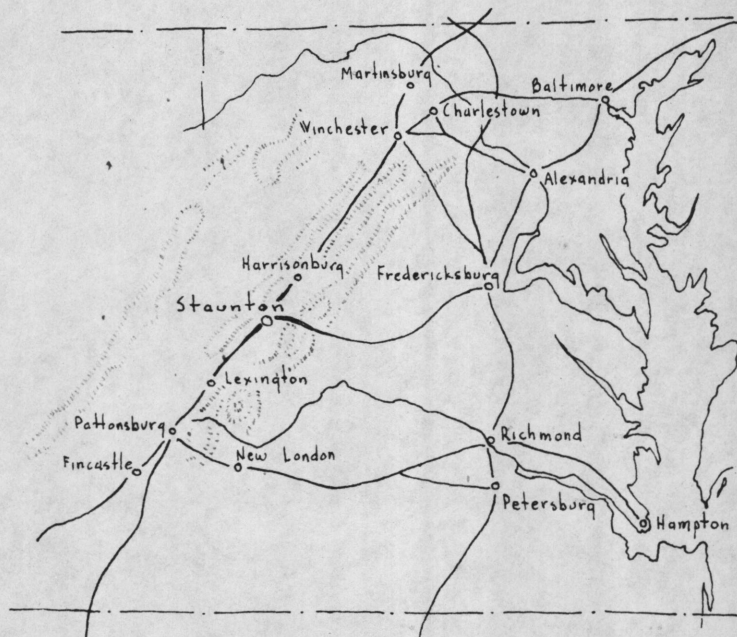 Martinsburg
Baltimore
Charlestown
Winchester
Alexandria
Harrisonburg
Fredericksburg
Staunton
Lexington
Pattonsburg
Richmond
Fincastle
New London
Petersburg
Hampton